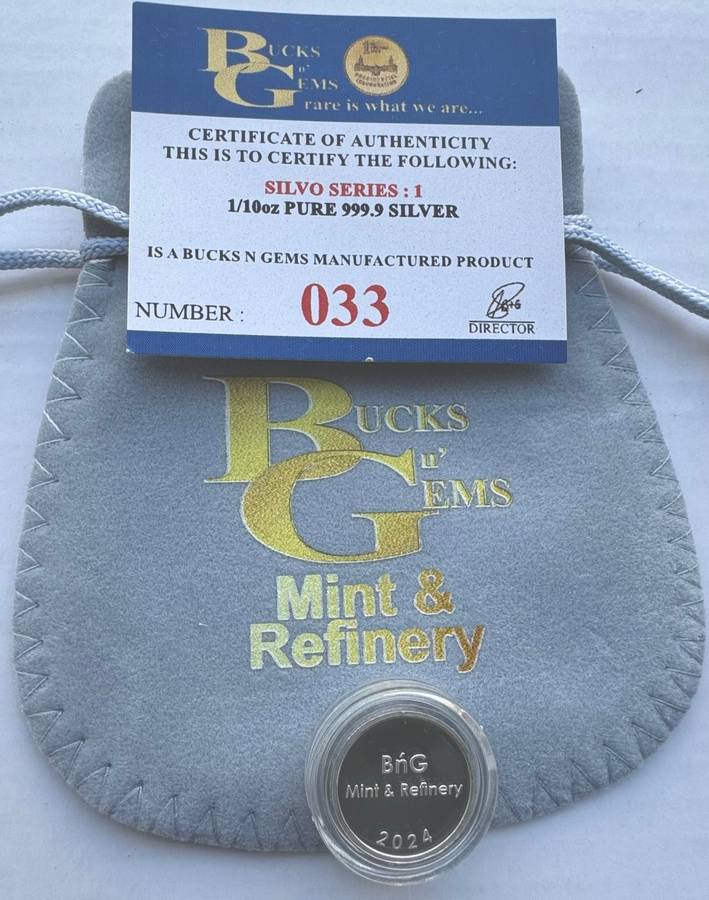 BUCKS
n'
GEMS
rare is what we are...
CERTIFICATE OF AUTHENTICITY
THIS IS TO CERTIFY THE FOLLOWING:
SILVO SERIES : 1
1/10oz PURE 999.9 SILVER
IS A BUCKS N GEMS MANUFACTURED PRODUCT
NUMBER : 033
DIRECTOR
BUCKS
n'
GEMS
Mint &
Refinery
BńG
Mint & Refinery
2024